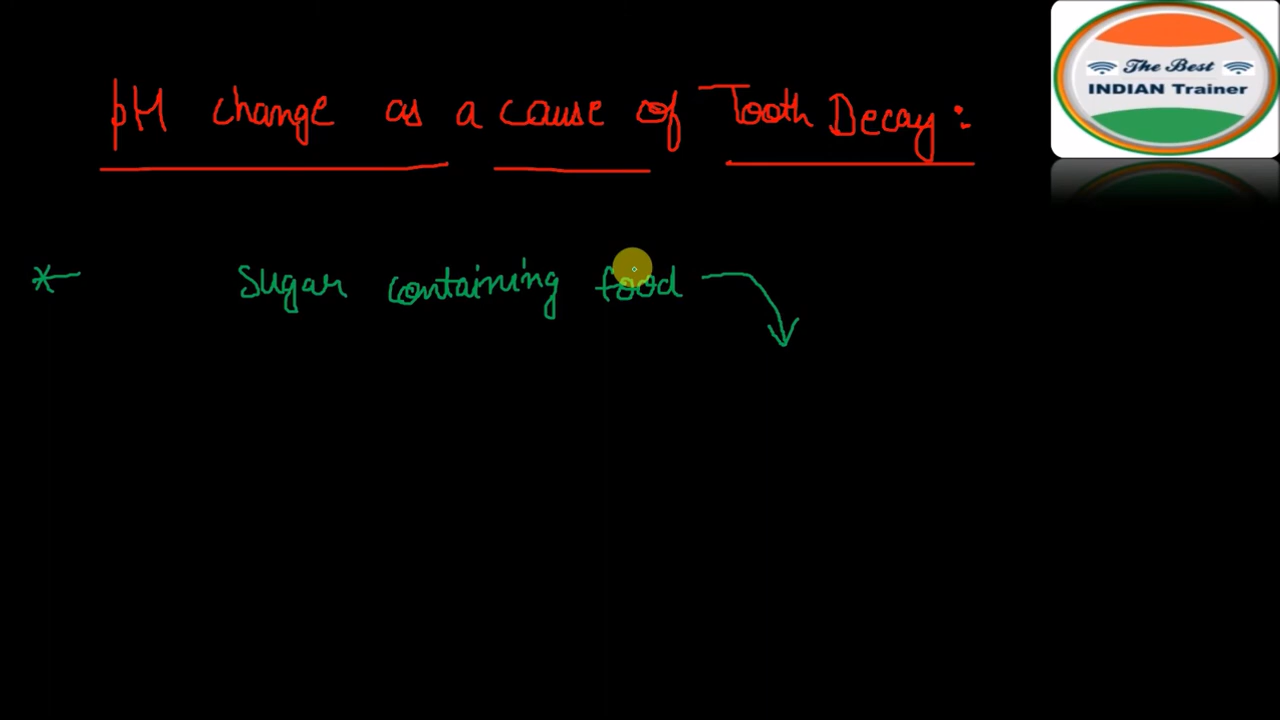 pH change as a cause of Tooth Decay:
* Sugar containing food
The Best
INDIAN Trainer